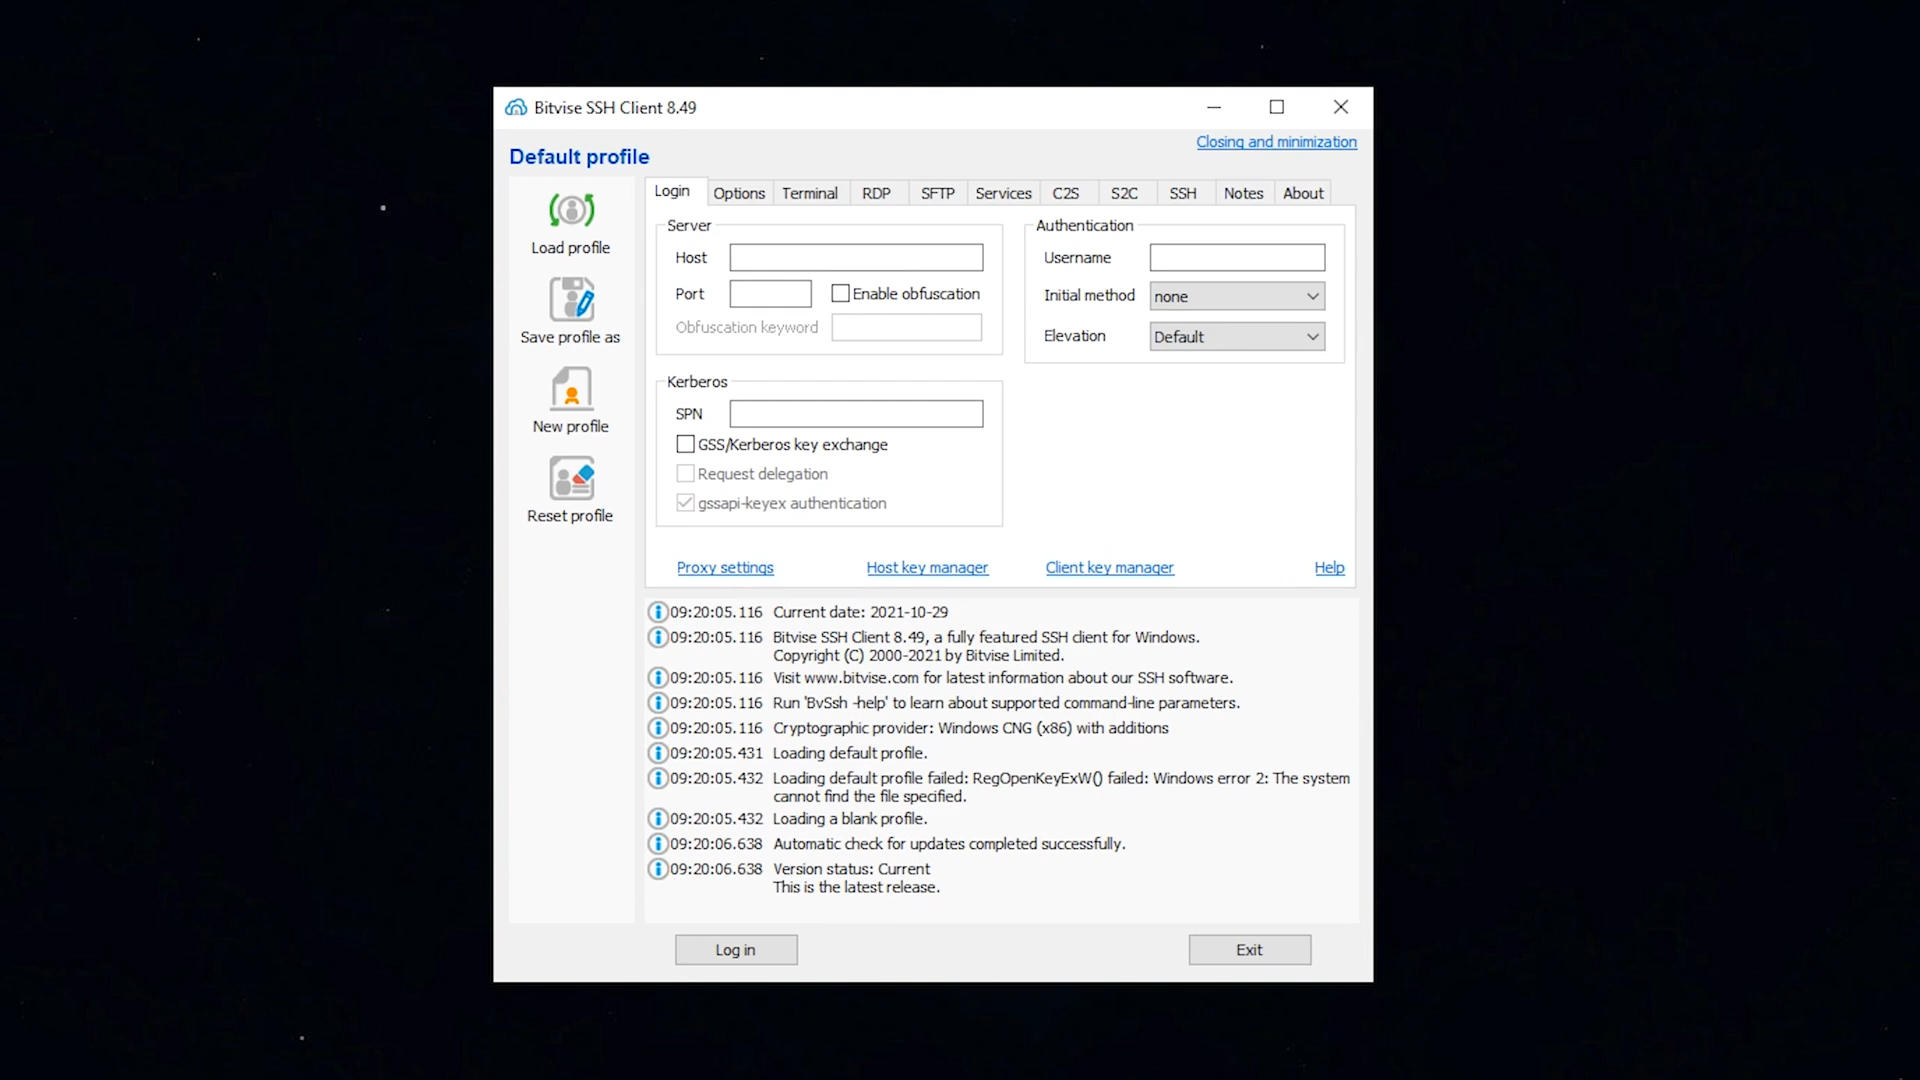 Bitvise SSH Client 8.49
Closing and minimization
Default profile
Load profile
Save profile as
New profile
Reset profile
Login Options Terminal RDP SFTP Services C2S S2C SSH Notes About
Server
Host
Port Enable obfuscation
Obfuscation keyword
Authentication
Username
Initial method none
Elevation Default
Kerberos
SPN
GSS/Kerberos key exchange
Request delegation
gssapi-keyex authentication
Proxy settings Host key manager Client key manager Help
09:20:05.116 Current date: 2021-10-29
09:20:05.116 Bitvise SSH Client 8.49, a fully featured SSH client for Windows.
Copyright (C) 2000-2021 by Bitvise Limited.
09:20:05.116 Visit www.bitvise.com for latest information about our SSH software.
09:20:05.116 Run 'BvSsh -help' to learn about supported command-line parameters.
09:20:05.116 Cryptographic provider: Windows CNG (x86) with additions
09:20:05.431 Loading default profile.
09:20:05.432 Loading default profile failed: RegOpenKeyExW() failed: Windows error 2: The system
cannot find the file specified.
09:20:05.432 Loading a blank profile.
09:20:06.638 Automatic check for updates completed successfully.
09:20:06.638 Version status: Current
This is the latest release.
Log in Exit